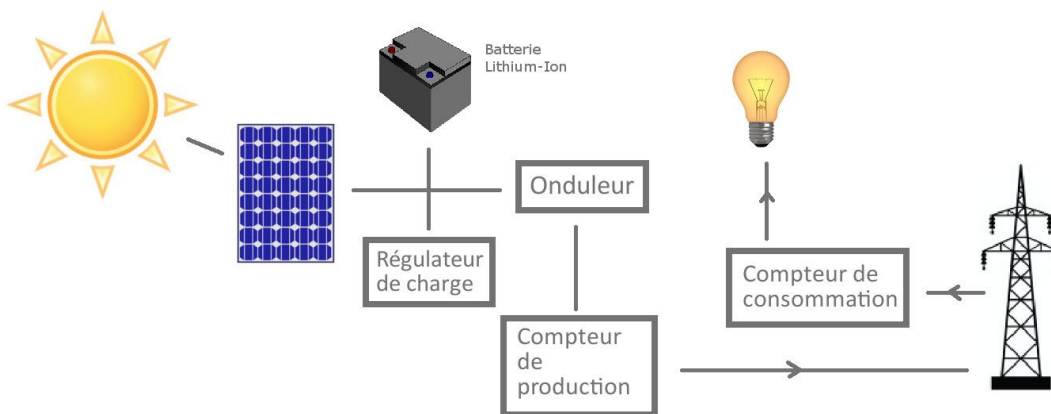 Batterie
Lithium-Ion
Onduleur
Régulateur
de charge
Compteur de
consommation
Compteur
de
production